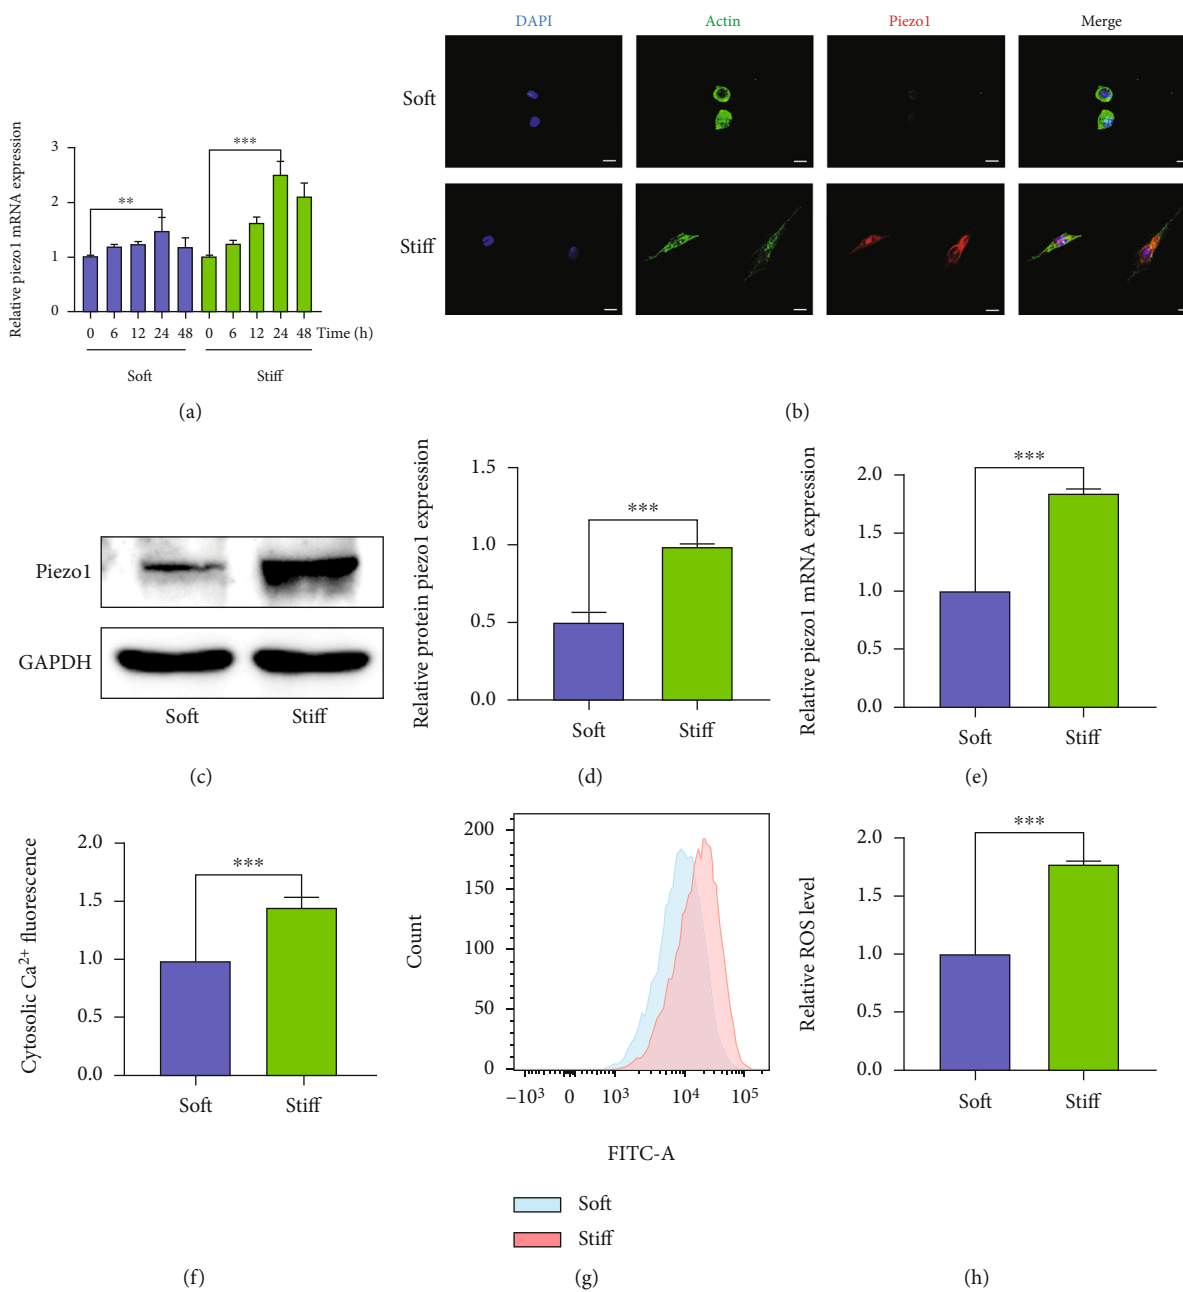 Relative piezo1 mRNA expression
3
2
1
0
**
***
0 6 12 24 48 0 6 12 24 48 Time (h)
Soft Stiff
(a)
DAPI Actin Piezo1 Merge
Soft
Stiff
(b)
Piezo1
GAPDH
Soft Stiff
(c)
Relative protein piezo1 expression
1.5
1.0
0.5
0.0
***
Soft Stiff
(d)
Relative piezo1 mRNA expression
2.0
1.5
1.0
0.5
0.0
***
Soft Stiff
(e)
Cytosolic Ca²⁺ fluorescence
2.0
1.5
1.0
0.5
0.0
***
Soft Stiff
(f)
Count
200
150
100
50
0
−10³ 0 10³ 10⁴ 10⁵
FITC-A
Soft
Stiff
(g)
Relative ROS level
2.0
1.5
1.0
0.5
0.0
***
Soft Stiff
(h)